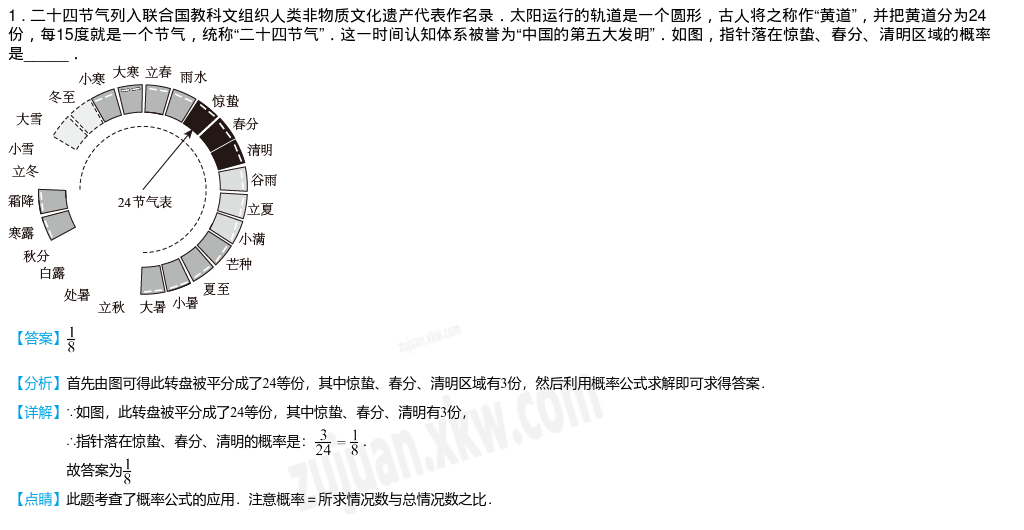 1．二十四节气列入联合国教科文组织人类非物质文化遗产代表作名录．太阳运行的轨道是一个圆形，古人将之称作“黄道”，并把黄道分为24
份，每15度就是一个节气，统称“二十四节气”．这一时间认知体系被誉为“中国的第五大发明”．如图，指针落在惊蛰、春分、清明区域的概率
是______．
小寒 大寒 立春 雨水
冬至 惊蛰
大雪 春分
小雪 清明
立冬 谷雨
霜降 24节气表 立夏
寒露 小满
秋分 芒种
白露 夏至
处暑 立秋 大暑 小暑
【答案】1/8
【分析】首先由图可得此转盘被平分成了24等份，其中惊蛰、春分、清明区域有3份，然后利用概率公式求解即可求得答案．
【详解】∵如图，此转盘被平分成了24等份，其中惊蛰、春分、清明有3份，
∴指针落在惊蛰、春分、清明的概率是：3/24=1/8．
故答案为1/8
【点睛】此题考查了概率公式的应用．注意概率=所求情况数与总情况数之比．
zujuan.xkw.com
zujuan.xkw.com